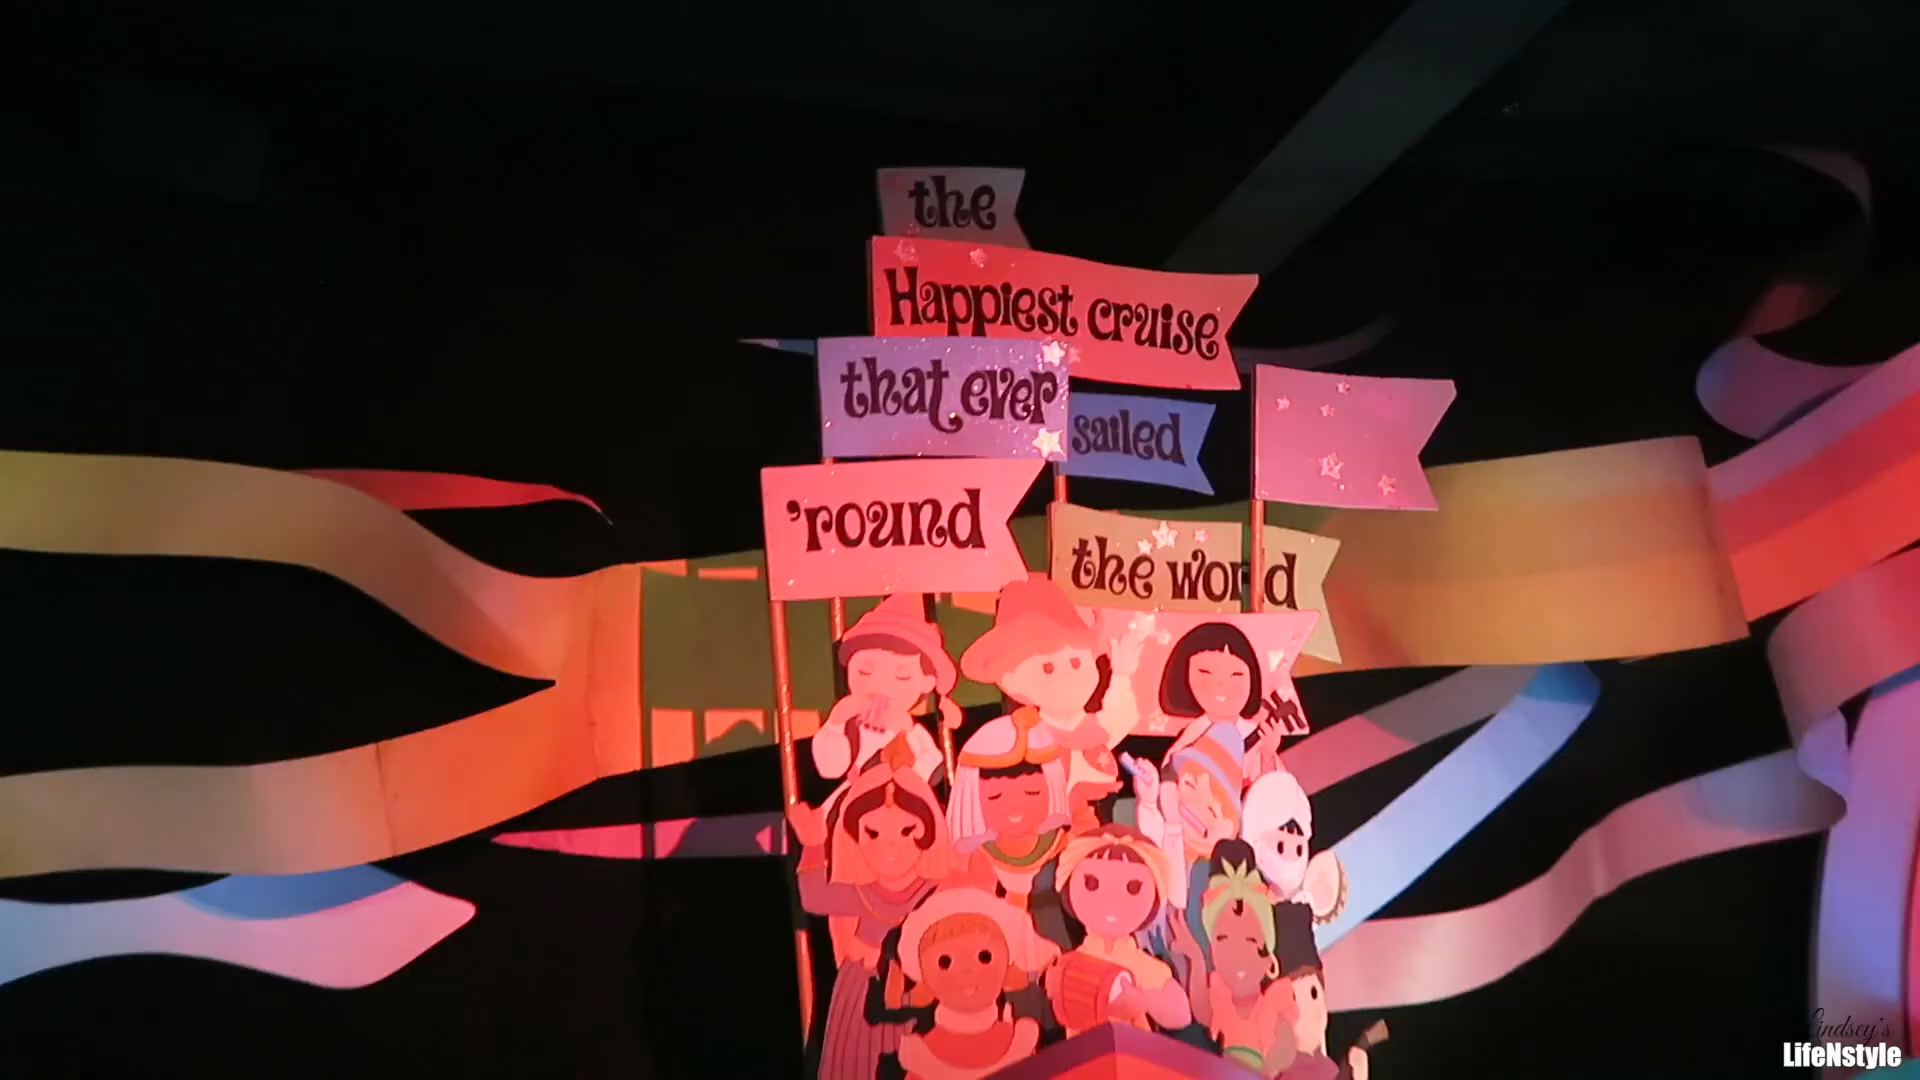 the
Happiest cruise
that ever
sailed
'round
the world
Lindsey's
LifeNstyle